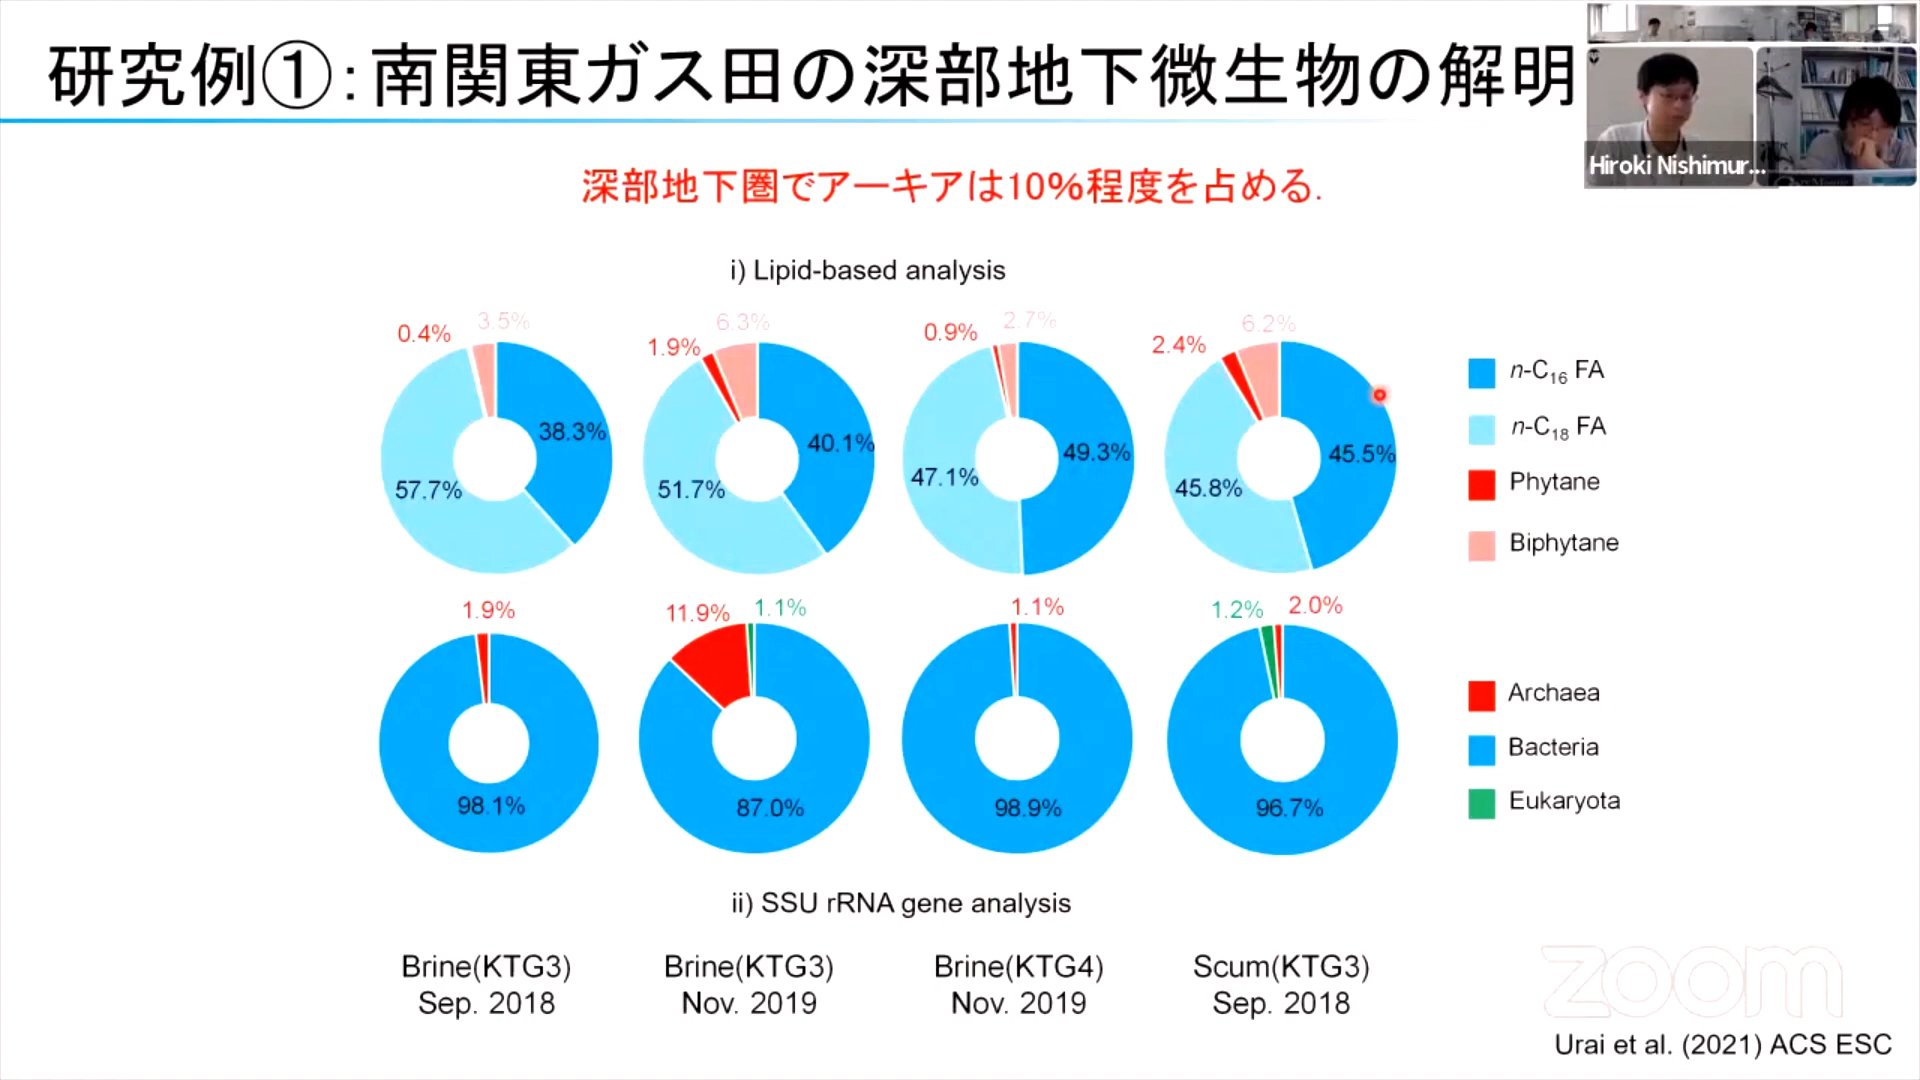 研究例①:南関東ガス田の深部地下微生物の解明
Hiroki Nishimur...
深部地下圏でアーキアは10%程度を占める.
i) Lipid-based analysis
0.4% 3.5% 1.9% 6.3% 0.9% 2.7% 2.4% 6.2%
38.3% 40.1% 49.3% 45.5%
57.7% 51.7% 47.1% 45.8%
n-C16 FA
n-C18 FA
Phytane
Biphytane
1.9% 11.9% 1.1% 1.1% 1.2% 2.0%
98.1% 87.0% 98.9% 96.7%
Archaea
Bacteria
Eukaryota
ii) SSU rRNA gene analysis
Brine(KTG3) Brine(KTG3) Brine(KTG4) Scum(KTG3)
Sep. 2018 Nov. 2019 Nov. 2019 Sep. 2018
zoom
Urai et al. (2021) ACS ESC